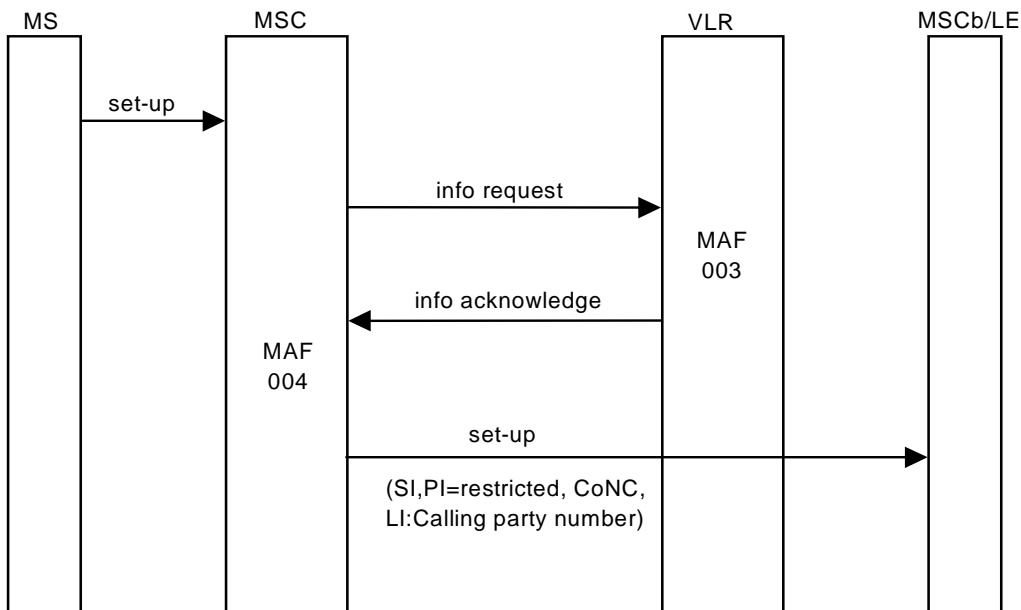 MS
MSC
VLR
MSCb/LE
set-up
info request
MAF
003
info acknowledge
MAF
004
set-up
(SI,PI=restricted, CoNC,
LI:Calling party number)